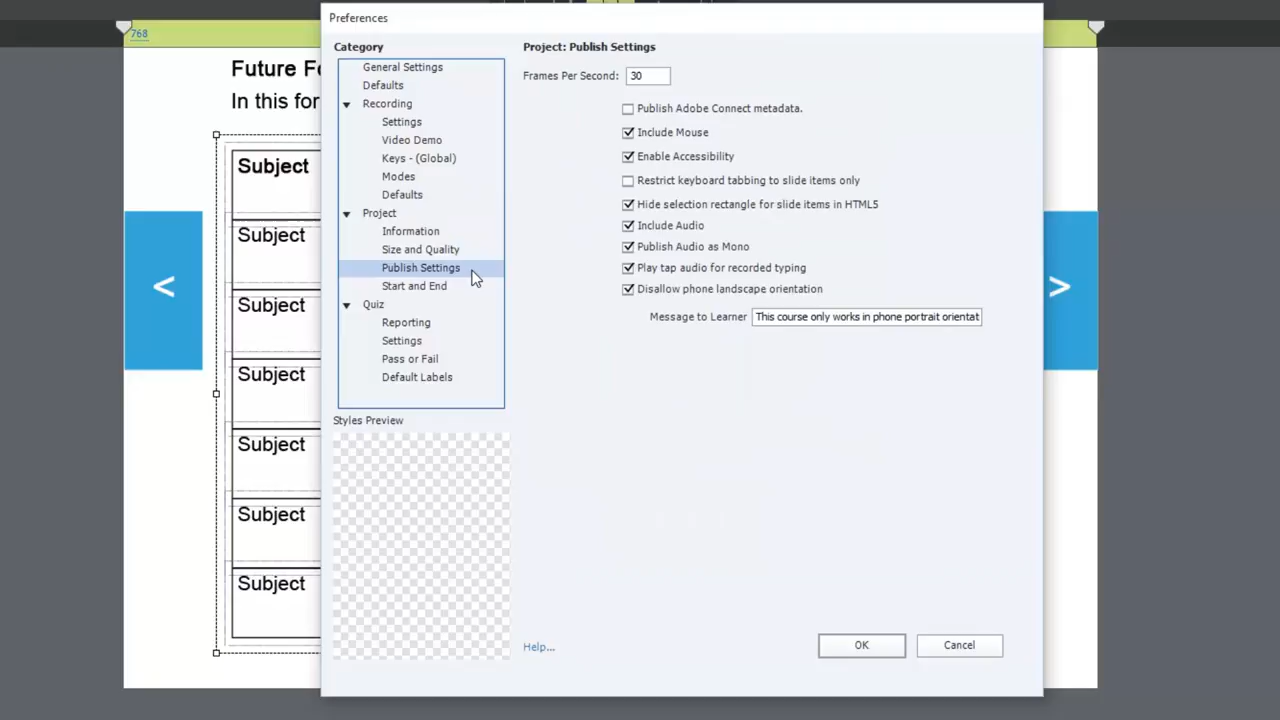 Preferences
768
Future Fo
In this for
Subject
Subject
Subject
Subject
Subject
Subject
Subject
<
>
Category
General Settings
Defaults
Recording
Settings
Video Demo
Keys - (Global)
Modes
Defaults
Project
Information
Size and Quality
Publish Settings
Start and End
Quiz
Reporting
Settings
Pass or Fail
Default Labels
Styles Preview
Project: Publish Settings
Frames Per Second: 30
Publish Adobe Connect metadata.
Include Mouse
Enable Accessibility
Restrict keyboard tabbing to slide items only
Hide selection rectangle for slide items in HTML5
Include Audio
Publish Audio as Mono
Play tap audio for recorded typing
Disallow phone landscape orientation
Message to Learner This course only works in phone portrait orientat
Help... OK Cancel